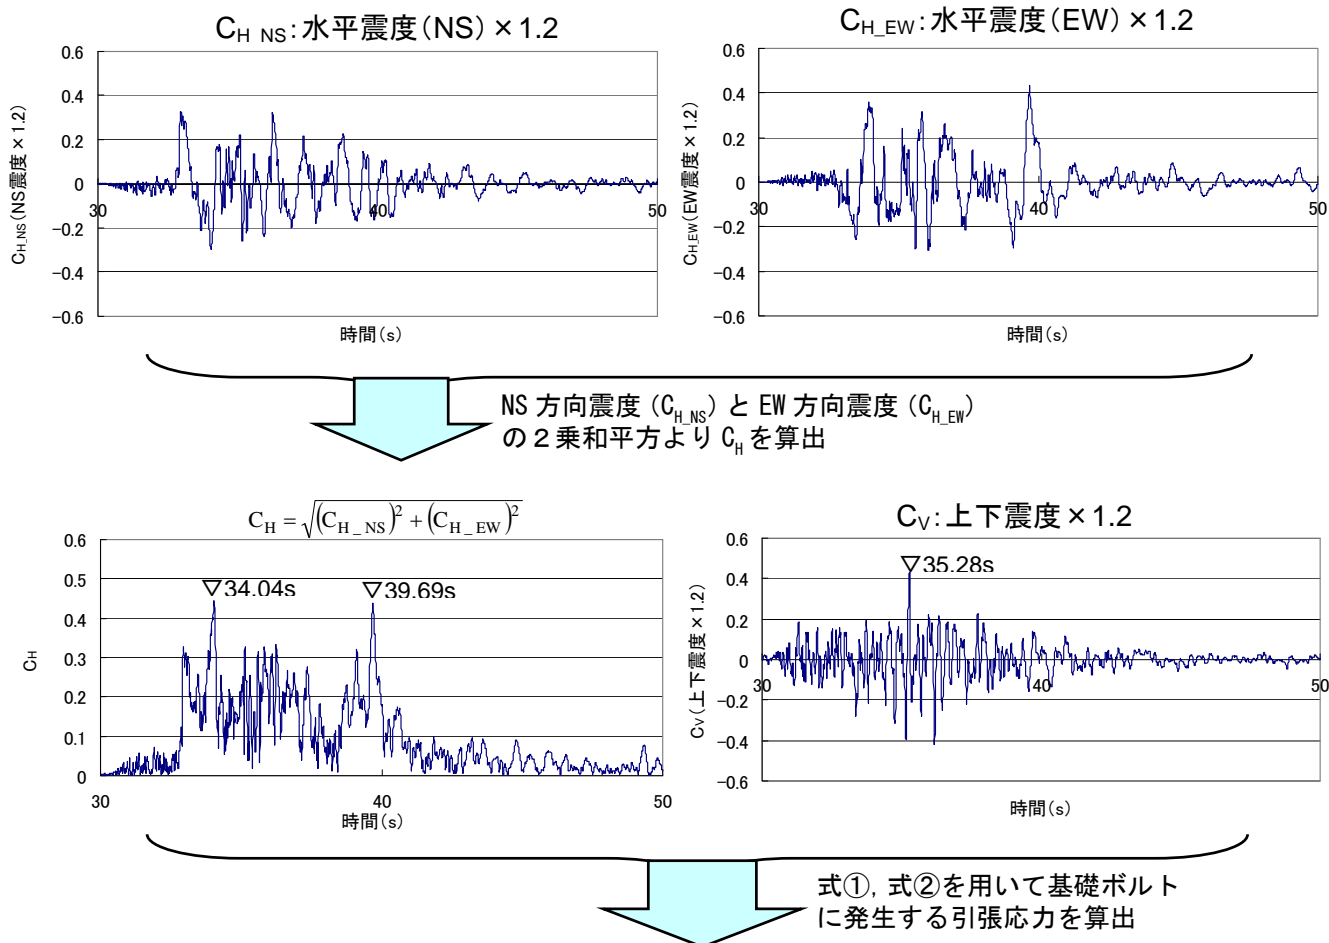 C_H_NS:水平震度(NS)×1.2
0.6
0.4
0.2
0
−0.2
−0.4
−0.6
30
40
50
C_H_NS(NS震度×1.2)
時間(s)
C_H_EW:水平震度(EW)×1.2
0.6
0.4
0.2
0
−0.2
−0.4
−0.6
30
40
50
C_H_EW(EW震度×1.2)
時間(s)
NS 方向震度(C_H_NS)と EW 方向震度(C_H_EW)
の2乗和平方より C_Hを算出
C_H = √((C_H_NS)² + (C_H_EW)²)
0.6
0.5
0.4
0.3
0.2
0.1
0
30
40
50
▽34.04s
▽39.69s
C_H
時間(s)
C_V:上下震度×1.2
0.6
0.4
0.2
0
−0.2
−0.4
−0.6
30
40
50
▽35.28s
C_V(上下震度×1.2)
時間(s)
式①,式②を用いて基礎ボルト
に発生する引張応力を算出